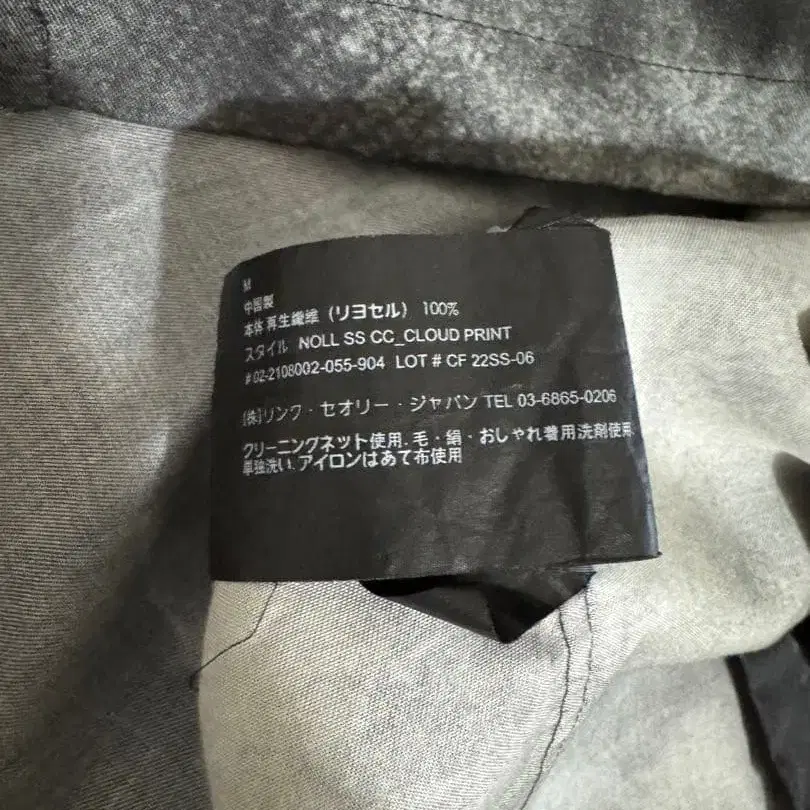 M
中国製
本体 再生繊維 (リヨセル) 100%
スタイル NOLL SS CC_CLOUD PRINT
#02-2108002-055-904 LOT # CF 22SS-06
(株)リンク・セオリー・ジャパン TEL 03-6865-0206
クリーニングネット使用. 毛・絹・おしゃれ着用洗剤使用
単独洗い. アイロンはあて布使用